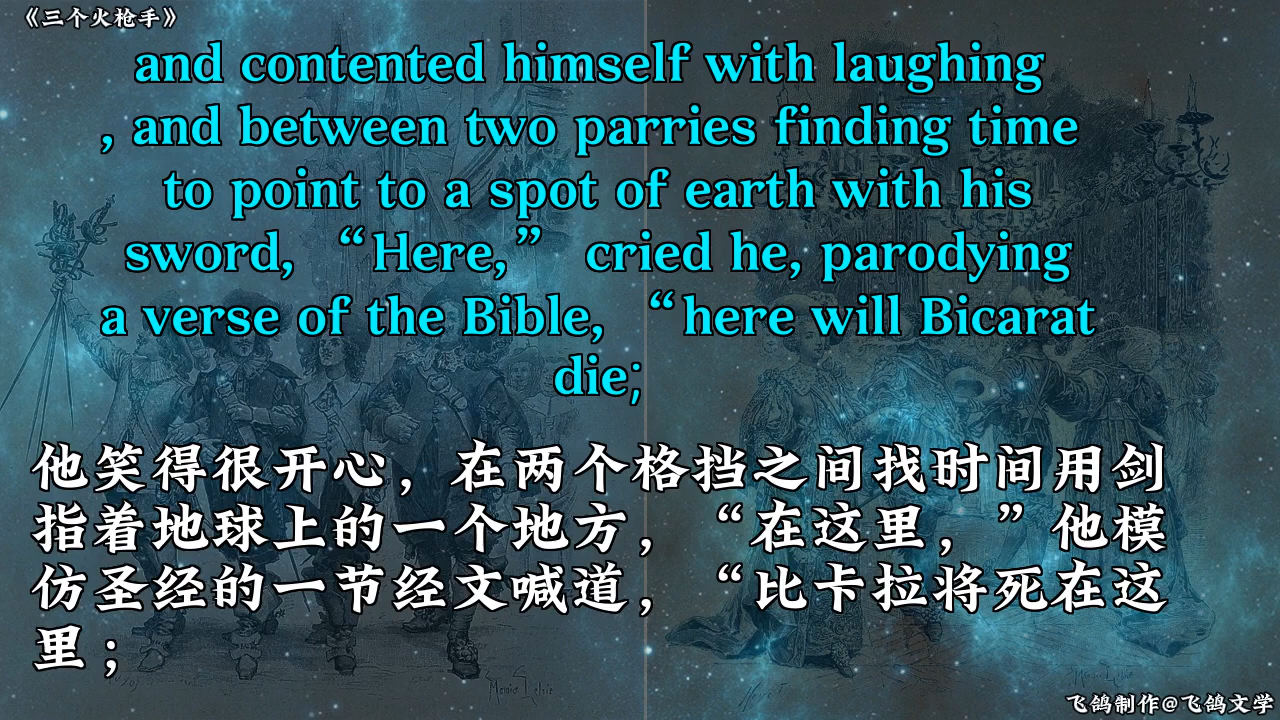 《三个火枪手》
and contented himself with laughing
, and between two parries finding time
to point to a spot of earth with his
sword, “Here,” cried he, parodying
a verse of the Bible, “here will Bicarat
die;
他笑得很开心，在两个格挡之间找时间用剑
指着地球上的一个地方，“在这里，”他模
仿圣经的一节经文喊道，“比卡拉将死在这
里；
飞鸽制作@飞鸽文学